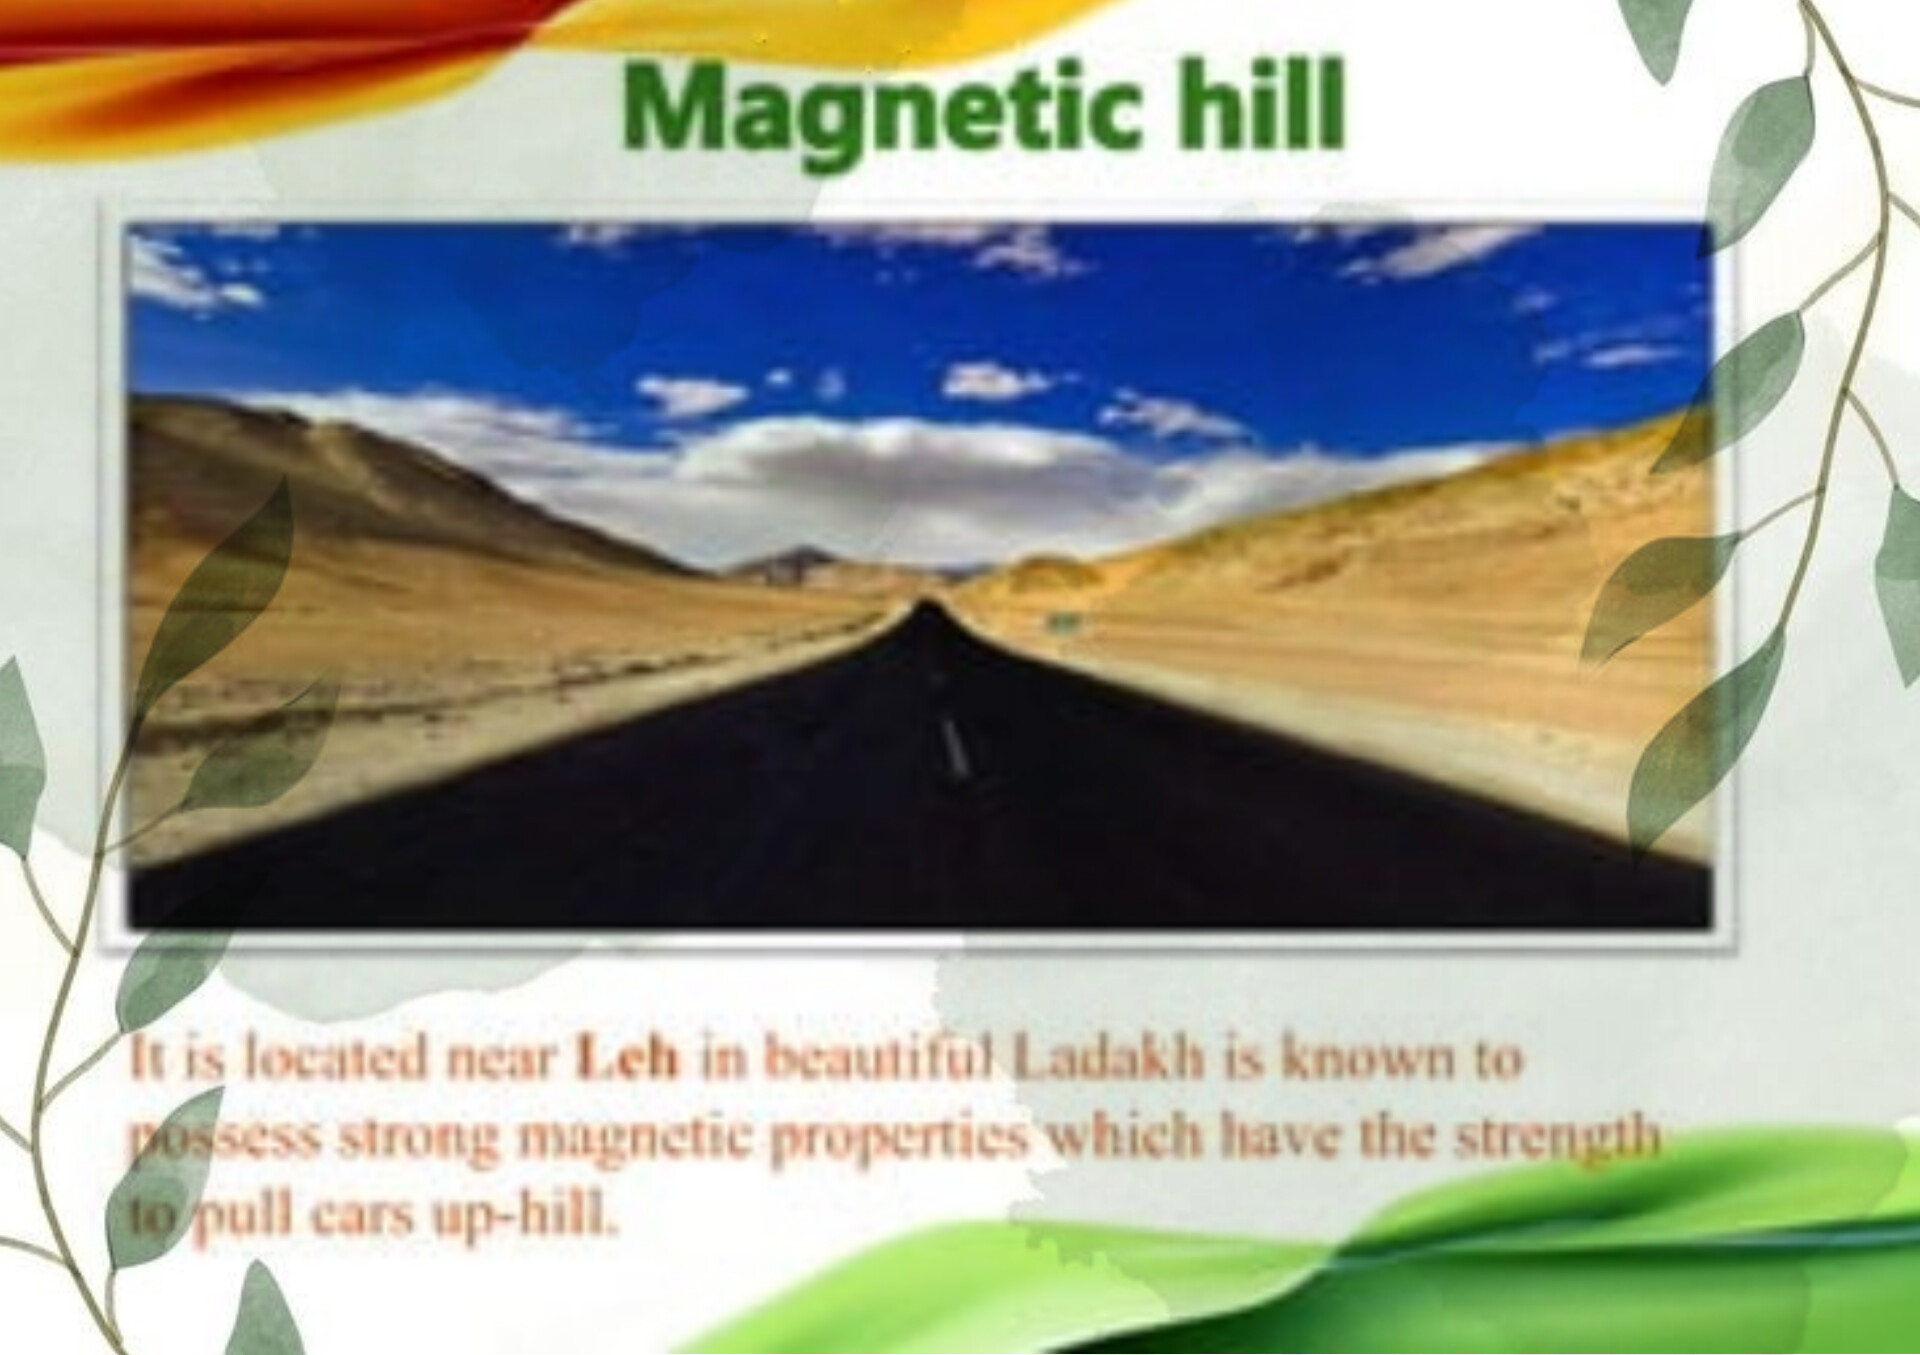 Magnetic hill
It is located near Leh in beautiful Ladakh is known to
possess strong magnetic properties which have the strength
to pull cars up-hill.